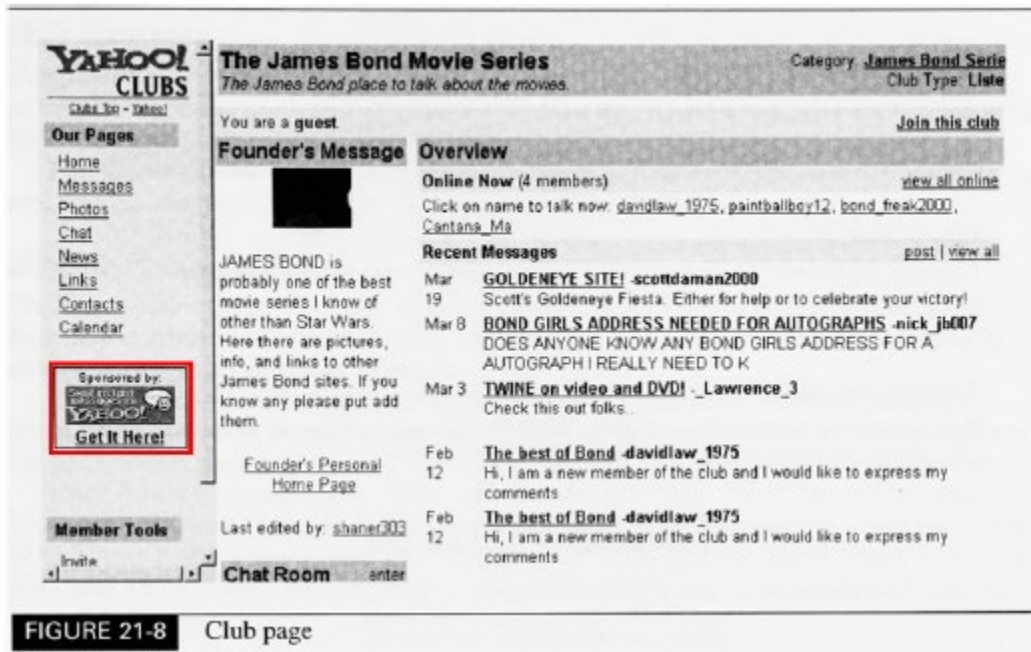 YAHOO!
CLUBS
Clubs Top - Yahoo!
Our Pages
Home
Messages
Photos
Chat
News
Links
Contacts
Calendar
Sponsored by:
YAHOO!
Get It Here!
Member Tools
Invite
The James Bond Movie Series
The James Bond place to talk about the movies.
Category: James Bond Serie
Club Type: Liste
You are a guest
Join this club
Founder's Message
JAMES BOND is
probably one of the best
movie series I know of
other than Star Wars.
Here there are pictures,
info, and links to other
James Bond sites. If you
know any please put add
them.
Founder's Personal
Home Page
Last edited by: shaner303
Chat Room enter
Overview
Online Now (4 members) view all online
Click on name to talk now: davidlaw_1975, paintballboy12, bond_freak2000,
Cantana_Ma
Recent Messages post | view all
Mar GOLDENEYE SITE! -scottdaman2000
19 Scott's Goldeneye Fiesta. Either for help or to celebrate your victory!
Mar 8 BOND GIRLS ADDRESS NEEDED FOR AUTOGRAPHS -nick_jb007
DOES ANYONE KNOW ANY BOND GIRLS ADDRESS FOR A
AUTOGRAPH I REALLY NEED TO K
Mar 3 TWINE on video and DVD! -_Lawrence_3
Check this out folks..
Feb The best of Bond -davidlaw_1975
12 Hi, I am a new member of the club and I would like to express my
comments
Feb The best of Bond -davidlaw_1975
12 Hi, I am a new member of the club and I would like to express my
comments
FIGURE 21-8 Club page